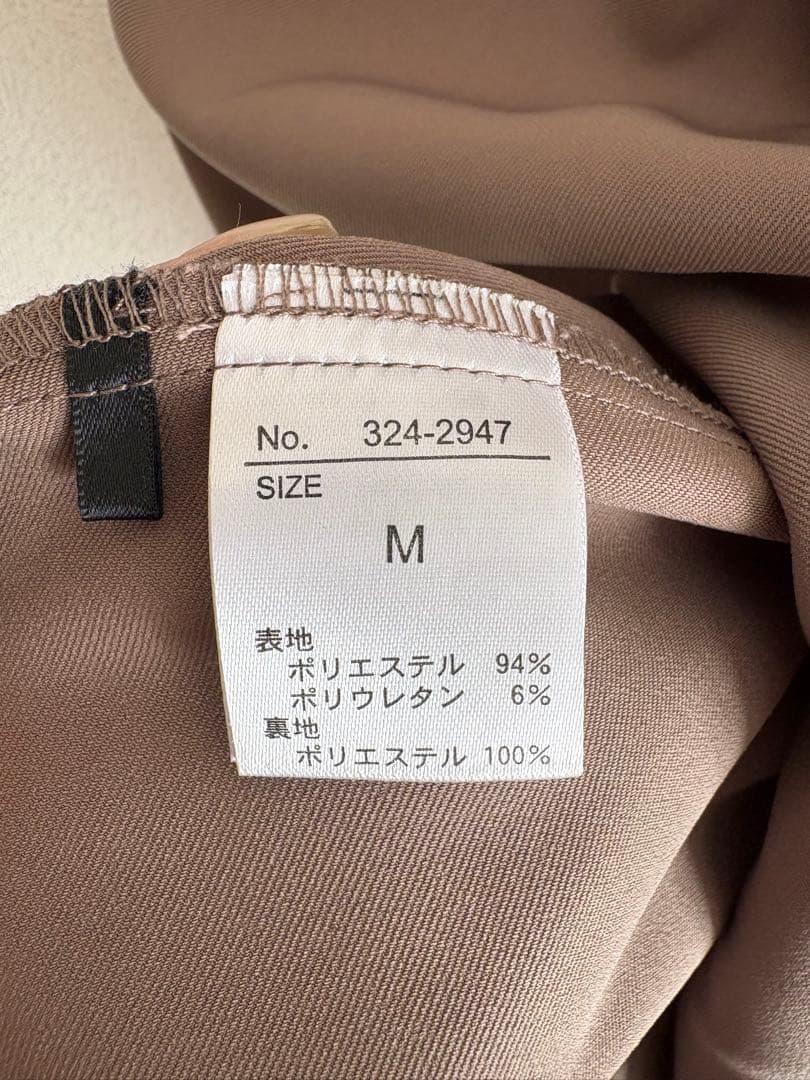 No. 324-2947
SIZE
M
表地
ポリエステル 94%
ポリウレタン 6%
裏地
ポリエステル 100%